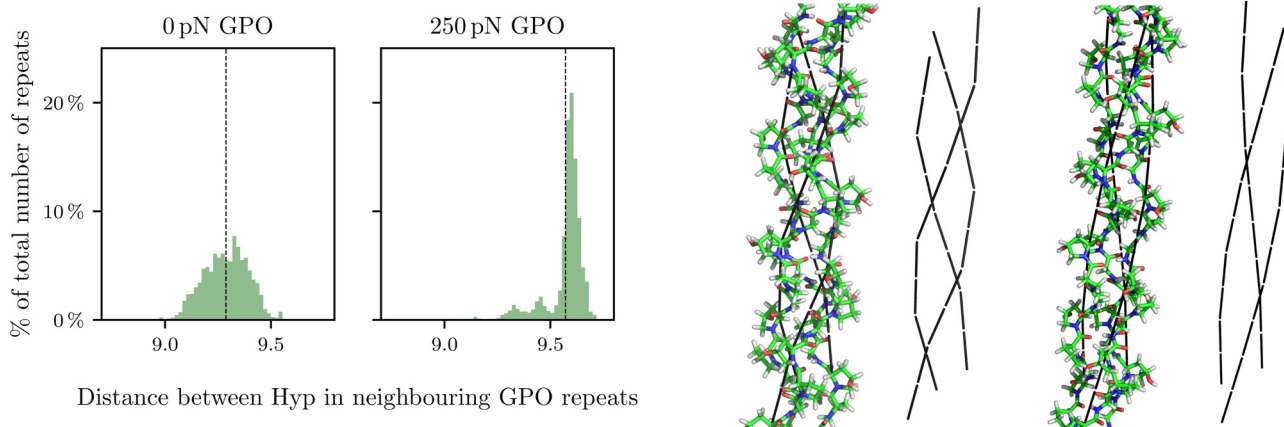 0 pN GPO
250 pN GPO
% of total number of repeats
20 %
10 %
0 %
9.0
9.5
9.0
9.5
Distance between Hyp in neighbouring GPO repeats